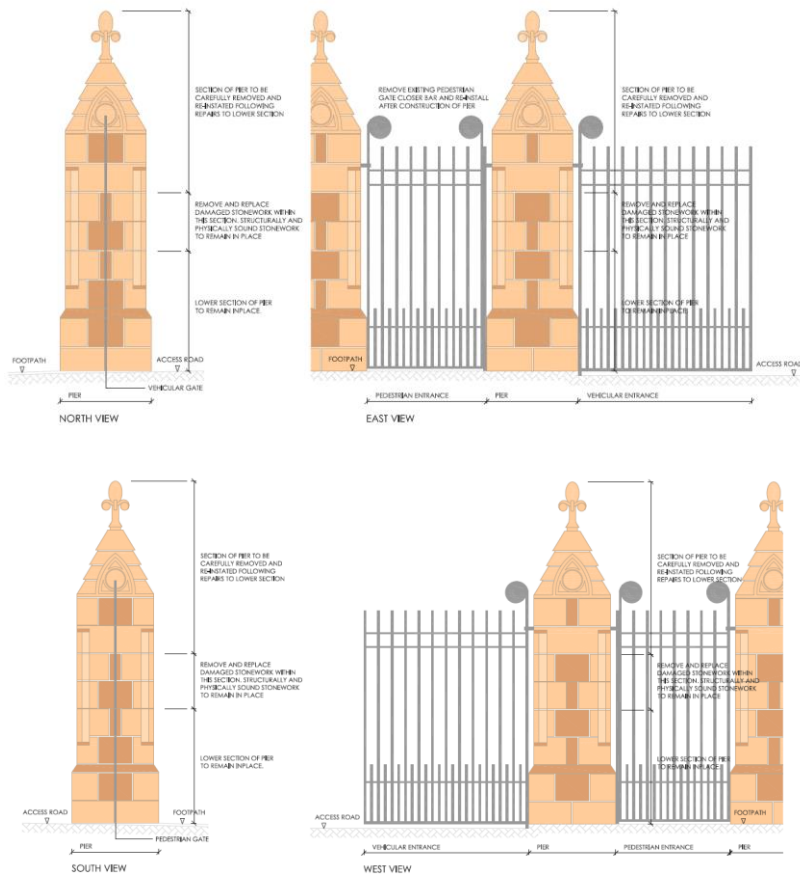 SECTION OF PIER TO BE
CAREFULLY REMOVED AND
RE-INSTATED FOLLOWING
REPAIRS TO LOWER SECTION
REMOVE AND REPLACE
DAMAGED STONEWORK WITHIN
THIS SECTION. STRUCTURALLY AND
PHYSICALLY SOUND STONEWORK
TO REMAIN IN PLACE
LOWER SECTION OF PIER
TO REMAIN INPLACE.
FOOTPATH
ACCESS ROAD
VEHICULAR GATE
PIER
NORTH VIEW
REMOVE EXISTING PEDESTRIAN
GATE CLOSER BAR AND RE-INSTALL
AFTER CONSTRUCTION OF PIER
SECTION OF PIER TO BE
CAREFULLY REMOVED AND
RE-INSTATED FOLLOWING
REPAIRS TO LOWER SECTION
REMOVE AND REPLACE
DAMAGED STONEWORK WITHIN
THIS SECTION. STRUCTURALLY AND
PHYSICALLY SOUND STONEWORK
TO REMAIN IN PLACE
LOWER SECTION OF PIER
TO REMAIN INPLACE.
FOOTPATH
ACCESS ROAD
PEDESTRIAN ENTRANCE
PIER
VEHICULAR ENTRANCE
EAST VIEW
SECTION OF PIER TO BE
CAREFULLY REMOVED AND
RE-INSTATED FOLLOWING
REPAIRS TO LOWER SECTION
REMOVE AND REPLACE
DAMAGED STONEWORK WITHIN
THIS SECTION. STRUCTURALLY AND
PHYSICALLY SOUND STONEWORK
TO REMAIN IN PLACE
LOWER SECTION OF PIER
TO REMAIN INPLACE.
ACCESS ROAD
FOOTPATH
PEDESTRIAN GATE
PIER
SOUTH VIEW
SECTION OF PIER TO BE
CAREFULLY REMOVED AND
RE-INSTATED FOLLOWING
REPAIRS TO LOWER SECTION
REMOVE AND REPLACE
DAMAGED STONEWORK WITHIN
THIS SECTION. STRUCTURALLY AND
PHYSICALLY SOUND STONEWORK
TO REMAIN IN PLACE
LOWER SECTION OF PIER
TO REMAIN INPLACE.
ACCESS ROAD
FOOTPATH
VEHICULAR ENTRANCE
PIER
PEDESTRIAN ENTRANCE
PIER
WEST VIEW